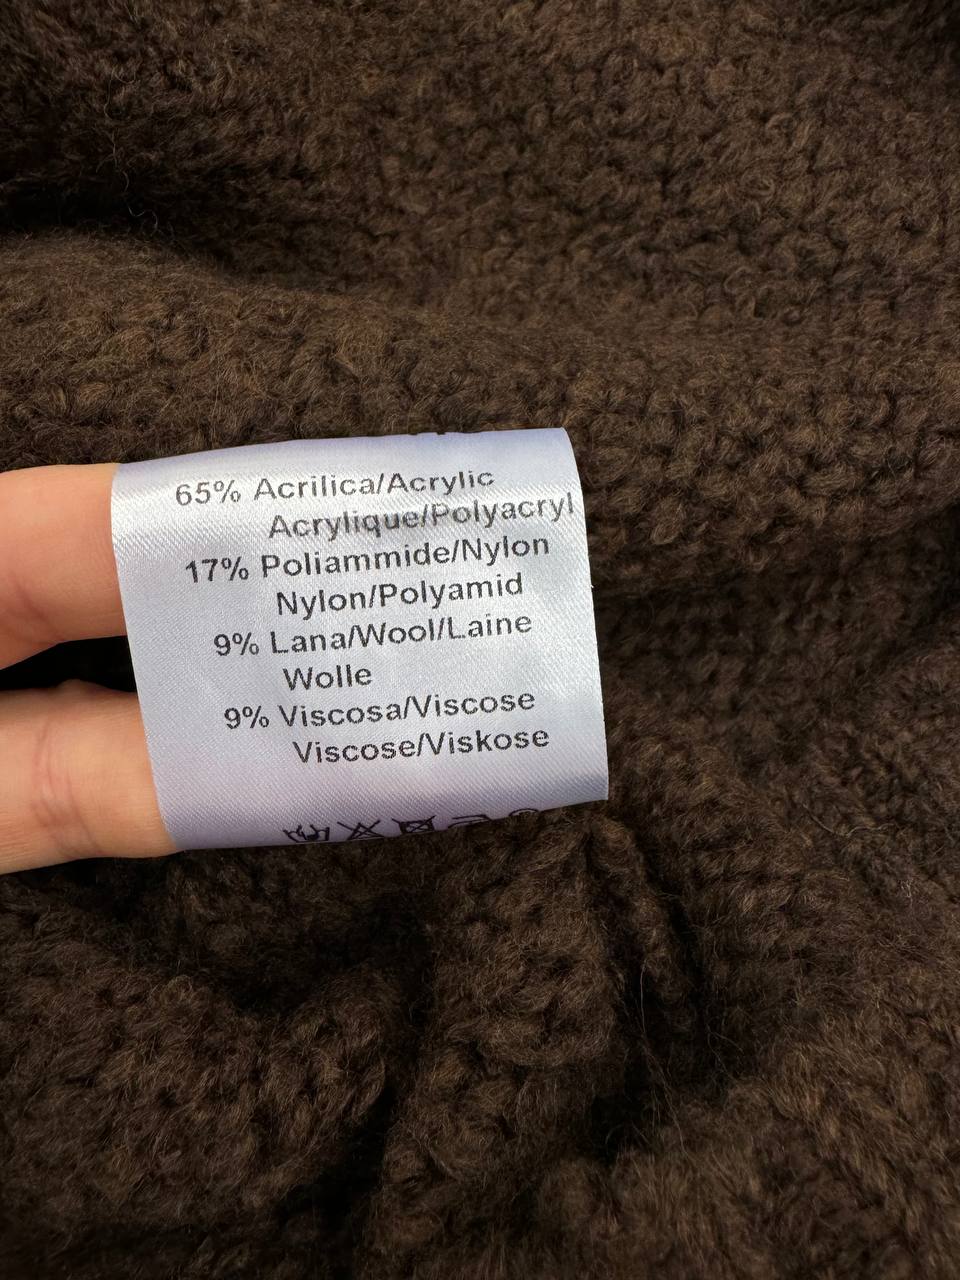 65% Acrilica/Acrylic
Acrylique/Polyacryl
17% Poliammide/Nylon
Nylon/Polyamid
9% Lana/Wool/Laine
Wolle
9% Viscosa/Viscose
Viscose/Viskose